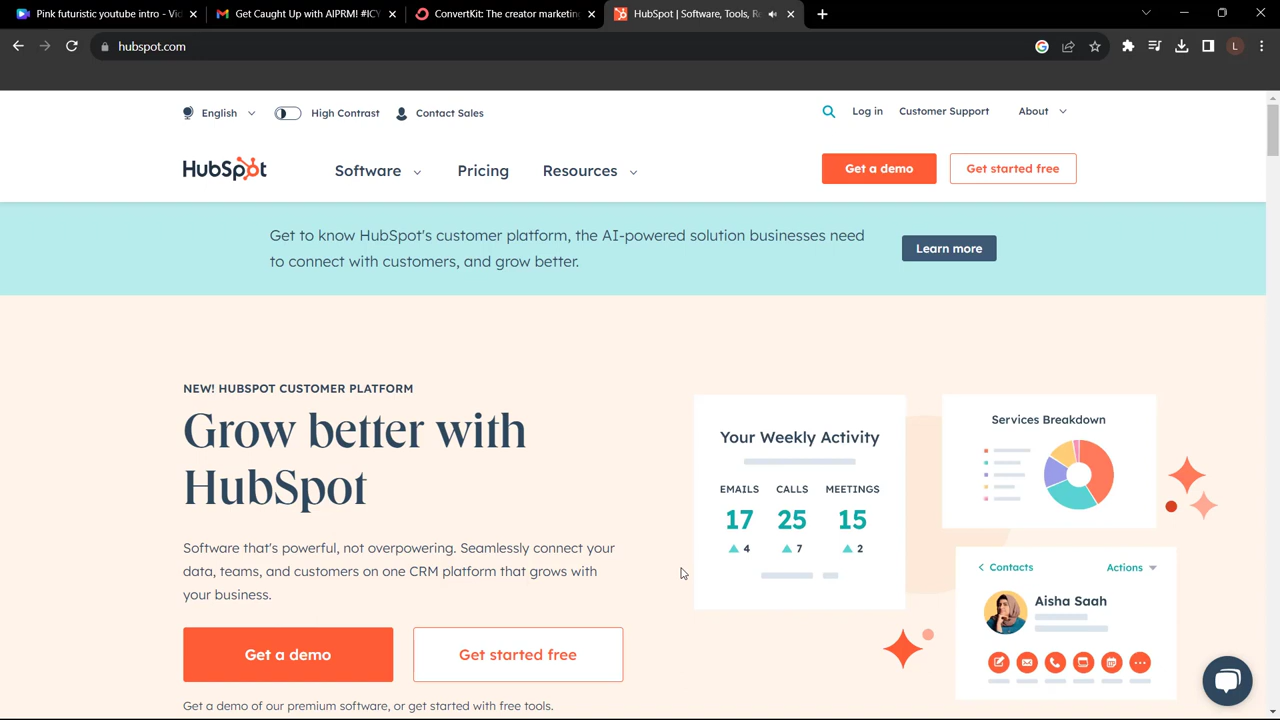 Pink futuristic youtube intro - Vid
Get Caught Up with AIPRM! #ICY
ConvertKit: The creator marketing
HubSpot | Software, Tools, Re
hubspot.com
L
English
High Contrast
Contact Sales
Log in
Customer Support
About
HubSpot
Software
Pricing
Resources
Get a demo
Get started free
Get to know HubSpot's customer platform, the AI-powered solution businesses need
to connect with customers, and grow better.
Learn more
NEW! HUBSPOT CUSTOMER PLATFORM
Grow better with
HubSpot
Software that's powerful, not overpowering. Seamlessly connect your
data, teams, and customers on one CRM platform that grows with
your business.
Get a demo
Get started free
Get a demo of our premium software, or get started with free tools.
Your Weekly Activity
EMAILS CALLS MEETINGS
17 25 15
4 7 2
Services Breakdown
Contacts
Actions
Aisha Saah